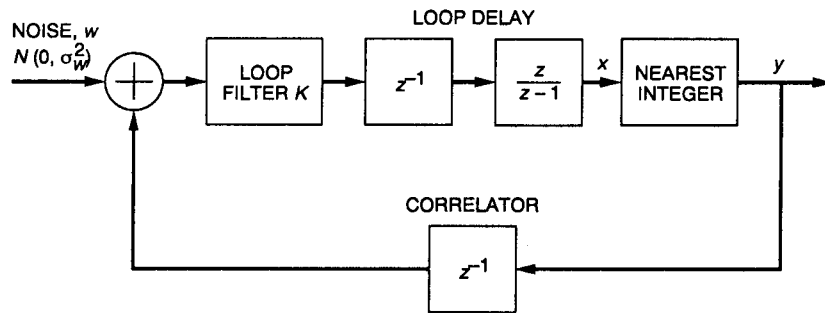 LOOP DELAY
NOISE, w
N (0, σ_w^2)
+
LOOP
FILTER K
z^-1
z
z – 1
x
NEAREST
INTEGER
y
CORRELATOR
z^-1